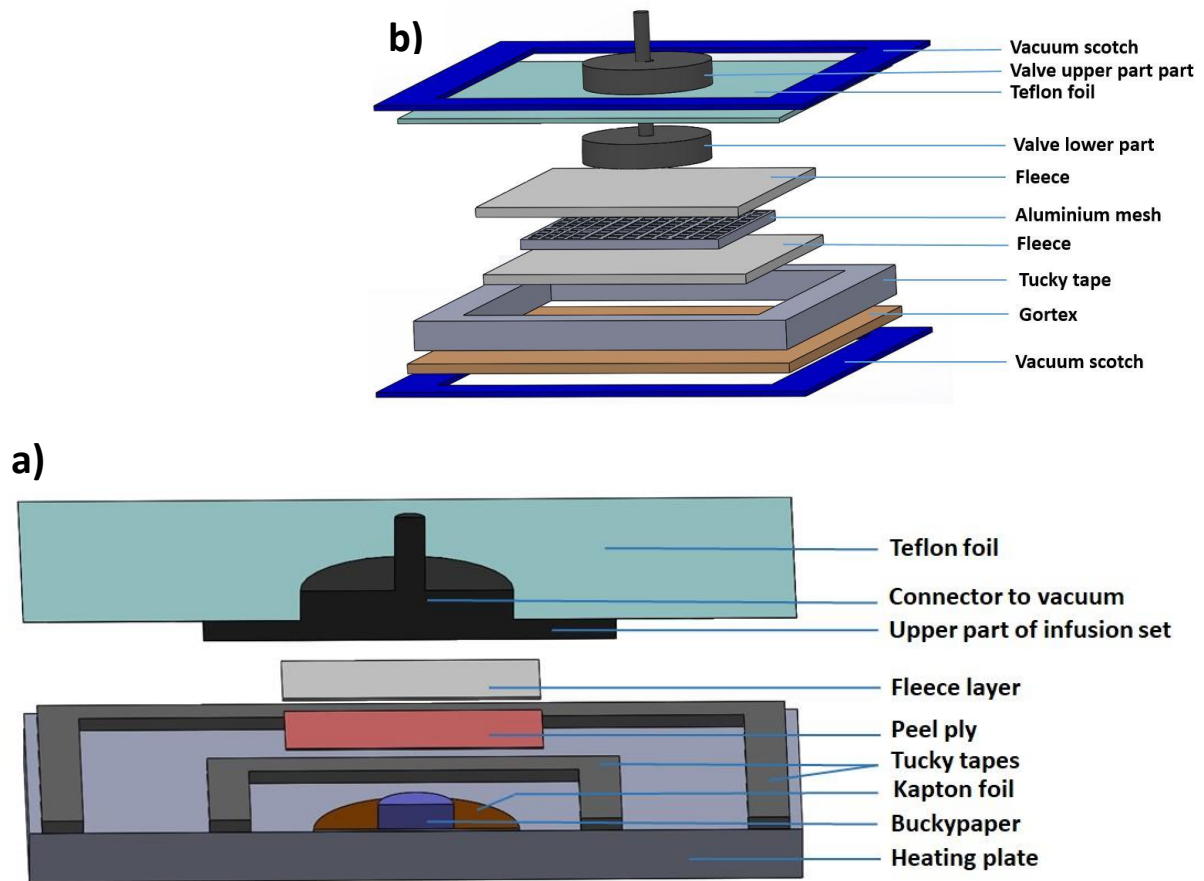 b)
Vacuum scotch
Valve upper part part
Teflon foil
Valve lower part
Fleece
Aluminium mesh
Fleece
Tucky tape
Gortex
Vacuum scotch
a)
Teflon foil
Connector to vacuum
Upper part of infusion set
Fleece layer
Peel ply
Tucky tapes
Kapton foil
Buckypaper
Heating plate